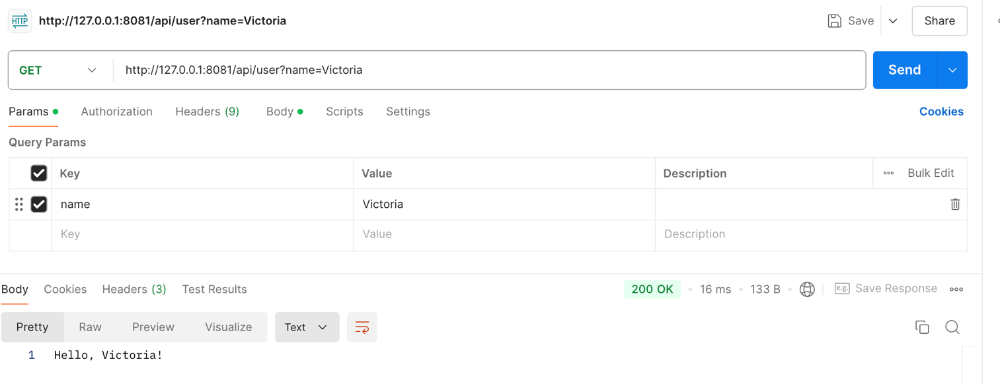 HTTP http://127.0.0.1:8081/api/user?name=Victoria Save Share
GET http://127.0.0.1:8081/api/user?name=Victoria Send
Params Authorization Headers (9) Body Scripts Settings Cookies
Query Params
Key Value Description Bulk Edit
name Victoria
Key Value Description
Body Cookies Headers (3) Test Results 200 OK 16 ms 133 B e.g. Save Response
Pretty Raw Preview Visualize Text
1 Hello, Victoria!